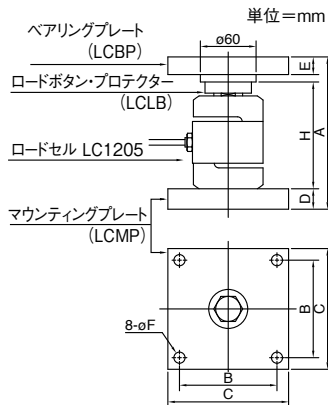 単位=mm
ベアリングプレート
(LCBP)
ø60
ロードボタン・プロテクター
(LCLB)
ロードセル LC1205
マウンティングプレート
(LCMP)
E
H
A
D
8-øF
B
C
B
C